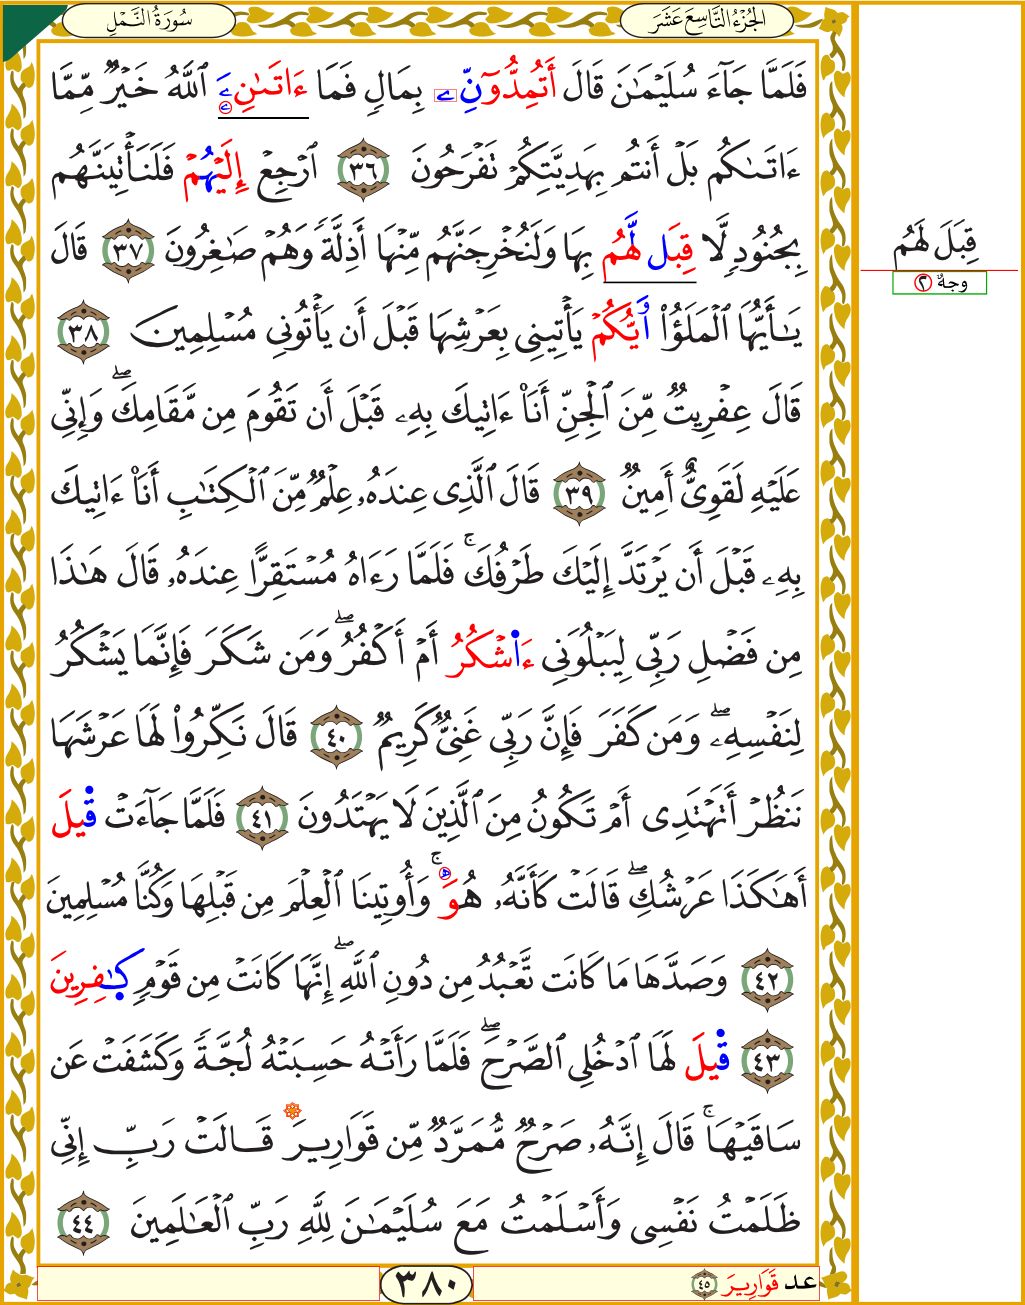 الجُزْءُ التَّاسِعَ عَشَرَ
سُورَةُ النَّمْلِ
فَلَمَّا جَآءَ سُلَيْمَٰنَ قَالَ أَتُمِدُّونَنِۦ بِمَالٍ فَمَآ ءَاتَىٰنِۦَ ٱللَّهُ خَيْرٌ مِّمَّآ
ءَاتَىٰكُم بَلْ أَنتُم بِهَدِيَّتِكُمْ تَفْرَحُونَ ٣٦ ٱرْجِعْ إِلَيْهُمْ فَلَنَأْتِيَنَّهُم
بِجُنُودٍ لَّا قِبَل لَّهُم بِهَا وَلَنُخْرِجَنَّهُم مِّنْهَآ أَذِلَّةً وَهُمْ صَٰغِرُونَ ٣٧ قَالَ
يَٰٓأَيُّهَا ٱلْمَلَؤُا۟ أَيُّكُمْ يَأْتِينِى بِعَرْشِهَا قَبْلَ أَن يَأْتُونِى مُسْلِمِينَ ٣٨
قَالَ عِفْرِيتٌ مِّنَ ٱلْجِنِّ أَنَا۠ ءَاتِيكَ بِهِۦ قَبْلَ أَن تَقُومَ مِن مَّقَامِكَ ۖ وَإِنِّى
عَلَيْهِ لَقَوِىٌّ أَمِينٌ ٣٩ قَالَ ٱلَّذِى عِندَهُۥ عِلْمٌ مِّنَ ٱلْكِتَٰبِ أَنَا۠ ءَاتِيكَ
بِهِۦ قَبْلَ أَن يَرْتَدَّ إِلَيْكَ طَرْفُكَ ۚ فَلَمَّا رَءَاهُ مُسْتَقِرًّا عِندَهُۥ قَالَ هَٰذَا
مِن فَضْلِ رَبِّى لِيَبْلُوَنِىٓ ءَا۬شْكُرُ أَمْ أَكْفُرُ ۖ وَمَن شَكَرَ فَإِنَّمَا يَشْكُرُ
لِنَفْسِهِۦ ۖ وَمَن كَفَرَ فَإِنَّ رَبِّى غَنِىٌّ كَرِيمٌ ٤٠ قَالَ نَكِّرُوا۟ لَهَا عَرْشَهَا
نَنظُرْ أَتَهْتَدِىٓ أَمْ تَكُونُ مِنَ ٱلَّذِينَ لَا يَهْتَدُونَ ٤١ فَلَمَّا جَآءَتْ قِيلَ
أَهَٰكَذَا عَرْشُكِ ۖ قَالَتْ كَأَنَّهُۥ هُوَ ۚ وَأُوتِينَا ٱلْعِلْمَ مِن قَبْلِهَا وَكُنَّا مُسْلِمِينَ
٤٢ وَصَدَّهَا مَا كَانَت تَّعْبُدُ مِن دُونِ ٱللَّهِ ۖ إِنَّهَا كَانَتْ مِن قَوْمٍ كَٰفِرِينَ
٤٣ قِيلَ لَهَا ٱدْخُلِى ٱلصَّرْحَ ۖ فَلَمَّا رَأَتْهُ حَسِبَتْهُ لُجَّةً وَكَشَفَتْ عَن
سَاقَيْهَا ۚ قَالَ إِنَّهُۥ صَرْحٌ مُّمَرَّدٌ مِّن قَوَارِيرَ قَالَتْ رَبِّ إِنِّى
ظَلَمْتُ نَفْسِى وَأَسْلَمْتُ مَعَ سُلَيْمَٰنَ لِلَّهِ رَبِّ ٱلْعَٰلَمِينَ ٤٤
قِبَلَ لَهُم
٢ وجهٌ
عد قَوَارِيرَ ٤٥
٣٨٠